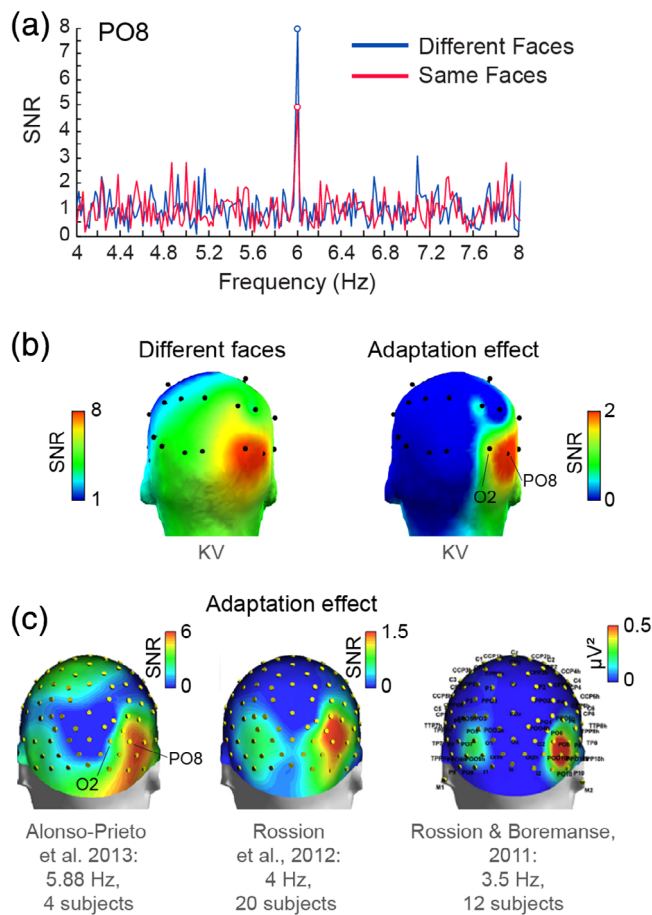 (a)
PO8
8
7
6
5
4
3
2
1
0
SNR
Different Faces
Same Faces
4 4.4 4.8 5.2 5.6 6 6.4 6.8 7.2 7.6 8
Frequency (Hz)
(b)
Different faces
Adaptation effect
8
SNR
1
KV
2
SNR
0
O2
PO8
KV
(c)
Adaptation effect
6
SNR
0
O2
PO8
1.5
SNR
0
0.5
µV²
0
M1
M2
Alonso-Prieto
et al. 2013:
5.88 Hz,
4 subjects
Rossion
et al., 2012:
4 Hz,
20 subjects
Rossion & Boremanse,
2011:
3.5 Hz,
12 subjects